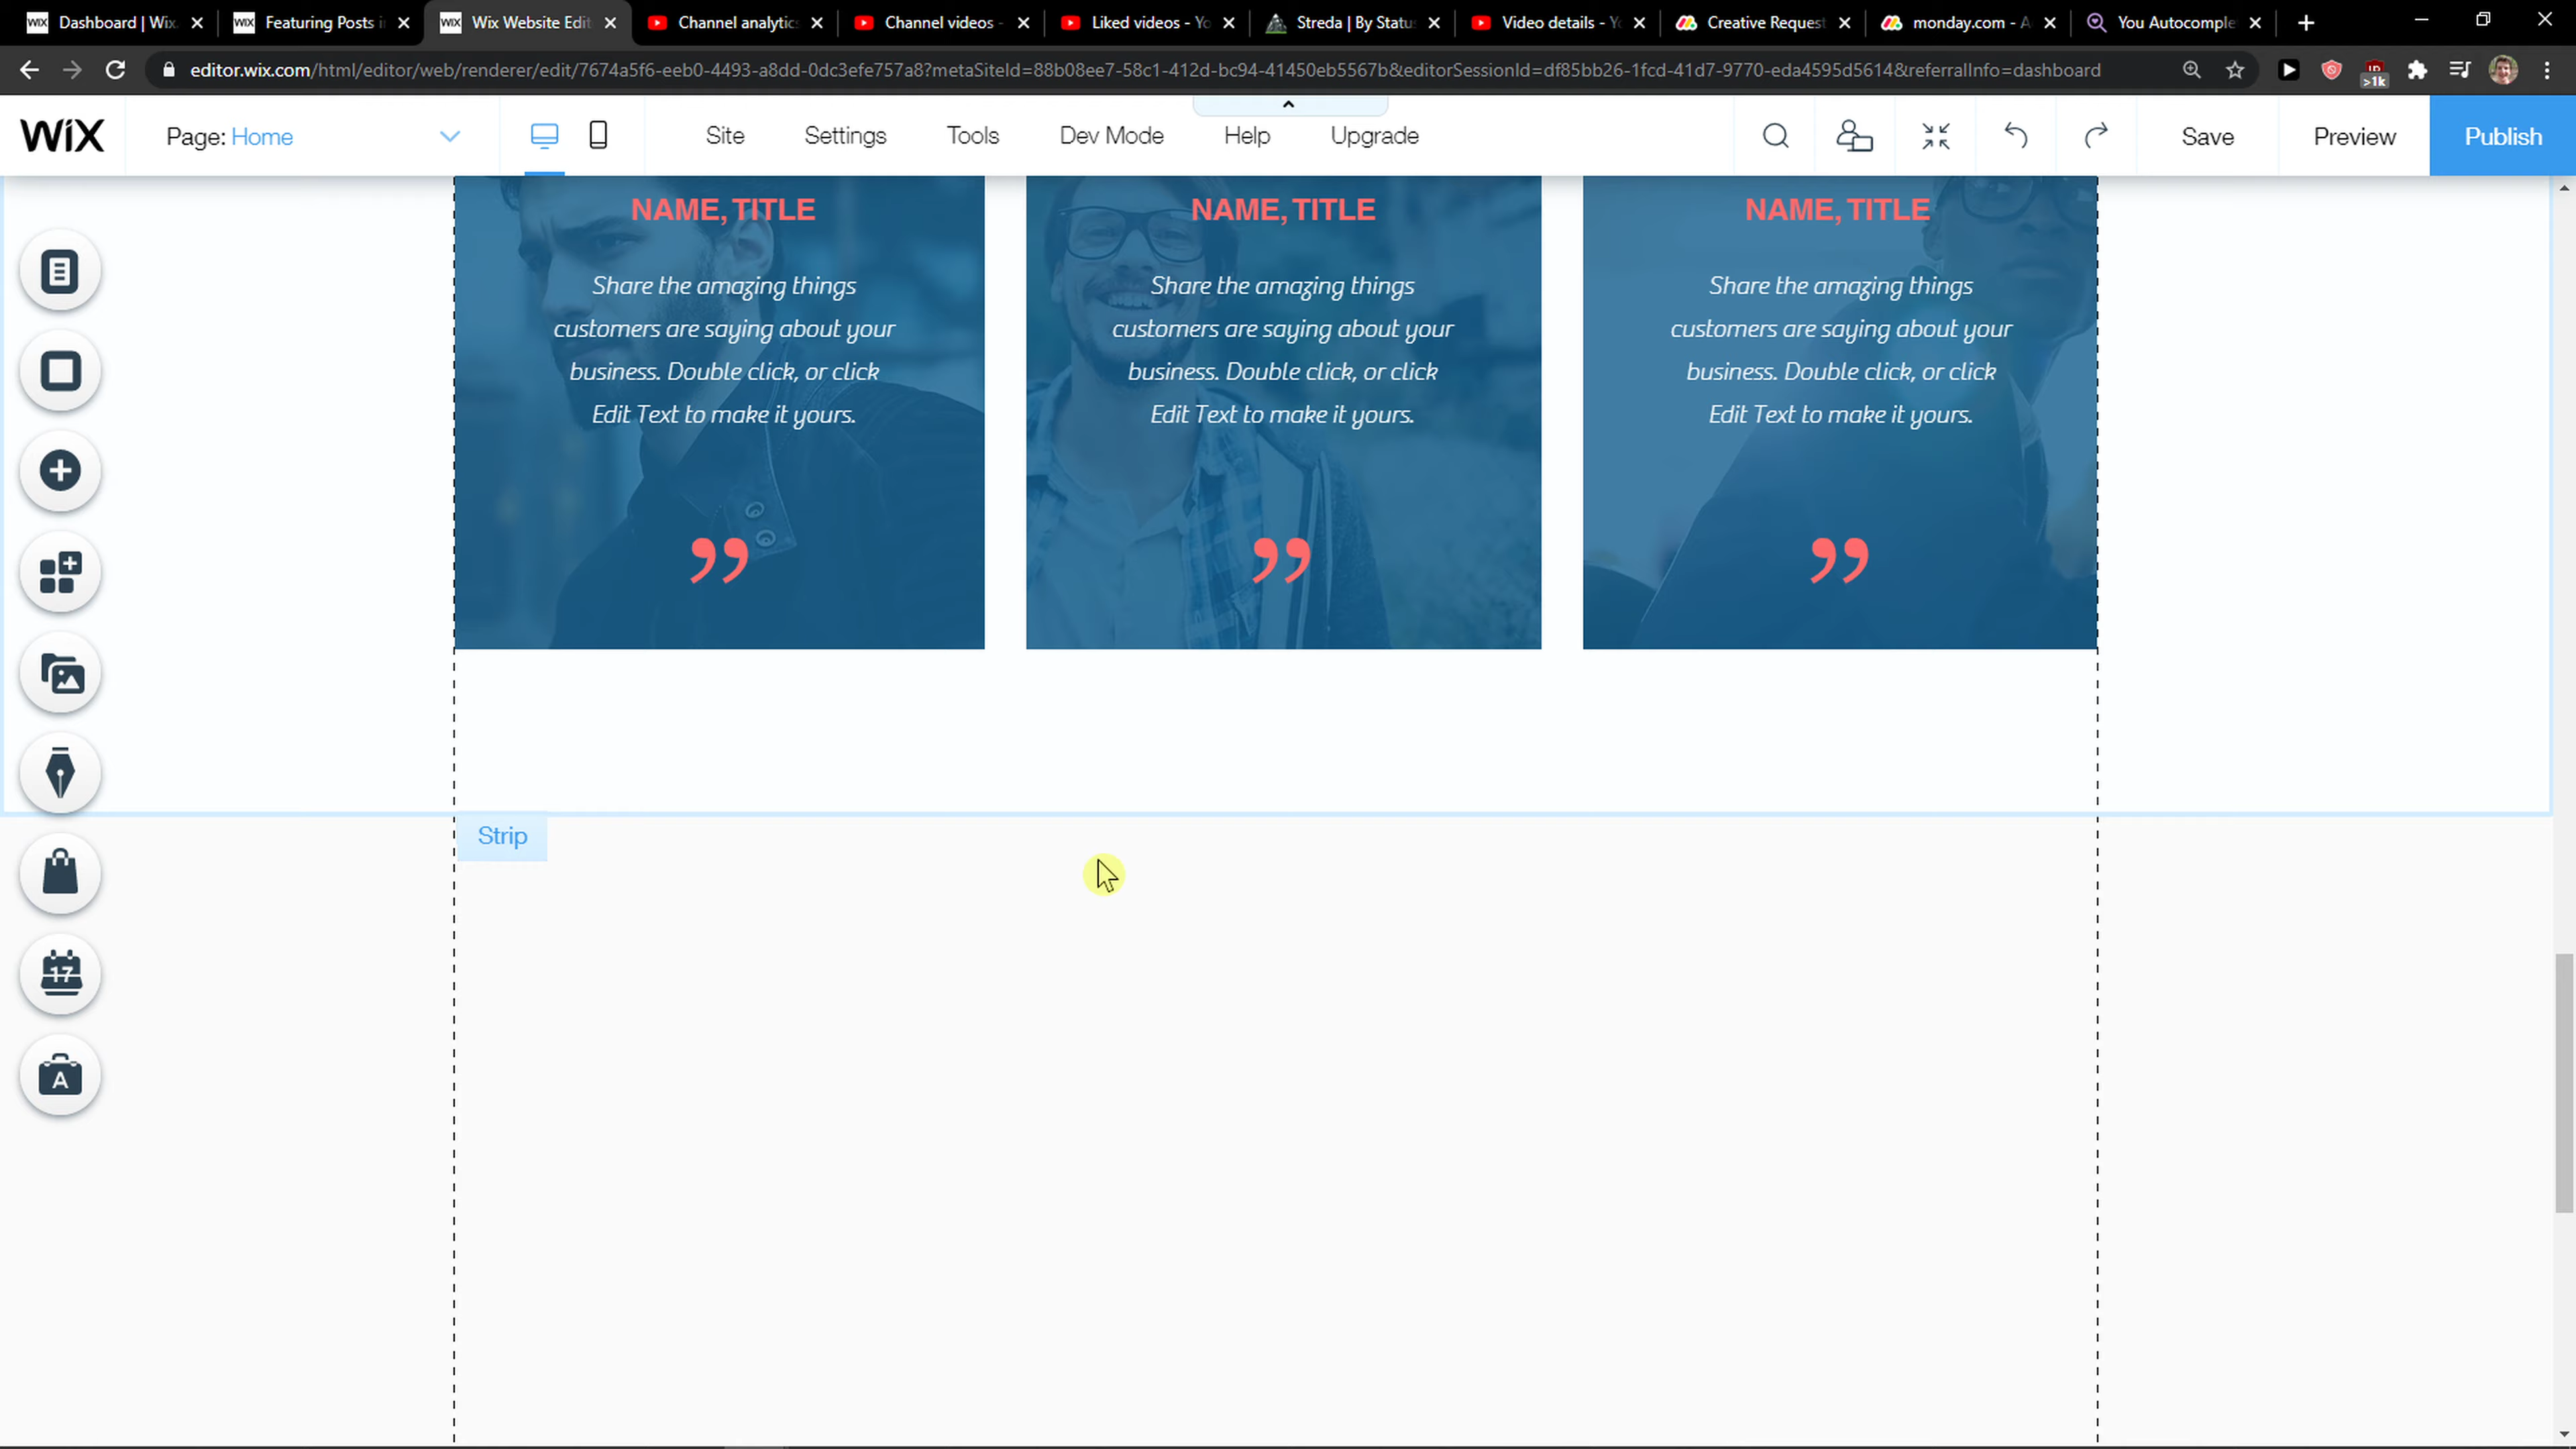 Dashboard | Wix.
Featuring Posts i
Wix Website Edit
Channel analytics
Channel videos -
Liked videos - Yo
Streda | By Statu
Video details - Yo
Creative Request
monday.com - A
You Autocomple
editor.wix.com/html/editor/web/renderer/edit/7674a5f6-eeb0-4493-a8dd-0dc3efe757a8?metaSiteId=88b08ee7-58c1-412d-bc94-41450eb5567b&editorSessionId=df85bb26-1fcd-41d7-9770-eda4595d5614&referralInfo=dashboard
>1k
WiX
Page: Home
Site
Settings
Tools
Dev Mode
Help
Upgrade
Save
Preview
Publish
NAME, TITLE
Share the amazing things
customers are saying about your
business. Double click, or click
Edit Text to make it yours.
”
NAME, TITLE
Share the amazing things
customers are saying about your
business. Double click, or click
Edit Text to make it yours.
”
NAME, TITLE
Share the amazing things
customers are saying about your
business. Double click, or click
Edit Text to make it yours.
”
Strip
17
A